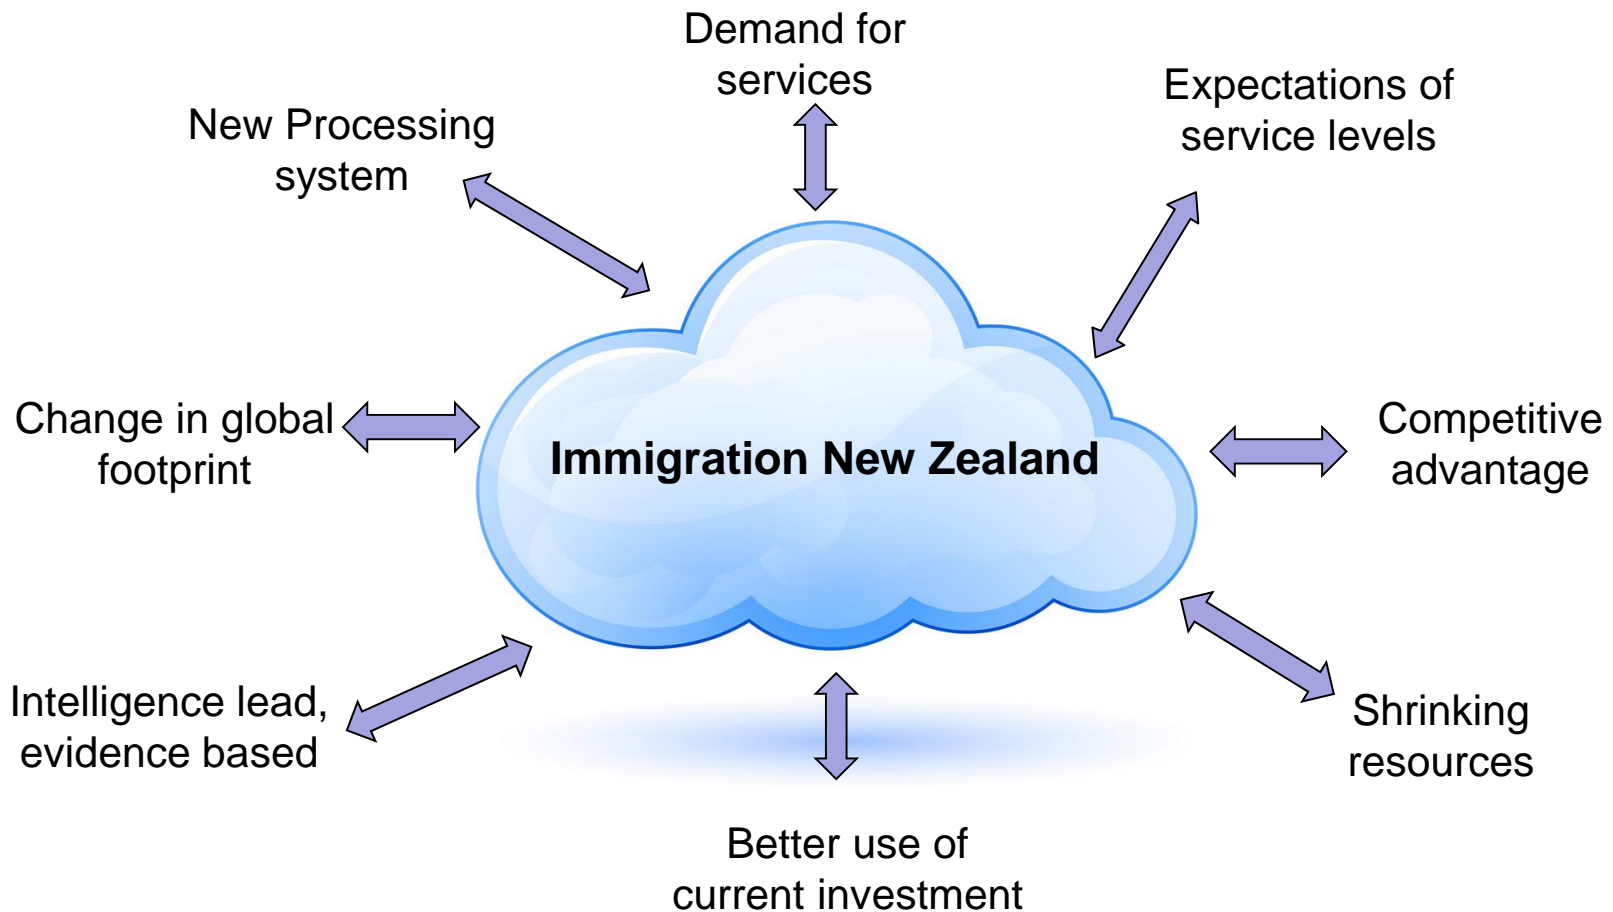 Demand for
services
Expectations of
service levels
New Processing
system
Change in global
footprint
Immigration New Zealand
Competitive
advantage
Intelligence lead,
evidence based
Shrinking
resources
Better use of
current investment